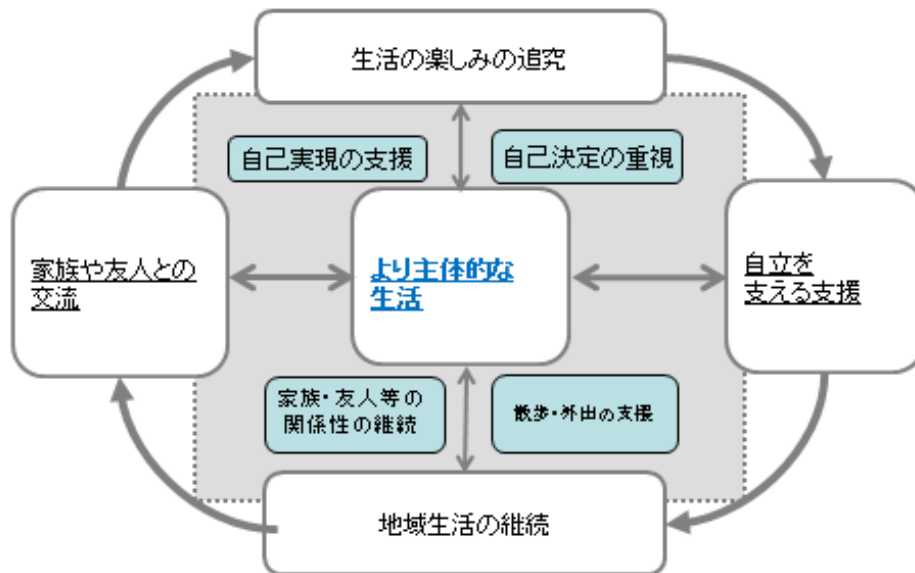 生活の楽しみの追究
自己実現の支援
自己決定の重視
家族や友人との
交流
より主体的な
生活
自立を
支える支援
家族・友人等の
関係性の継続
散歩・外出の支援
地域生活の継続